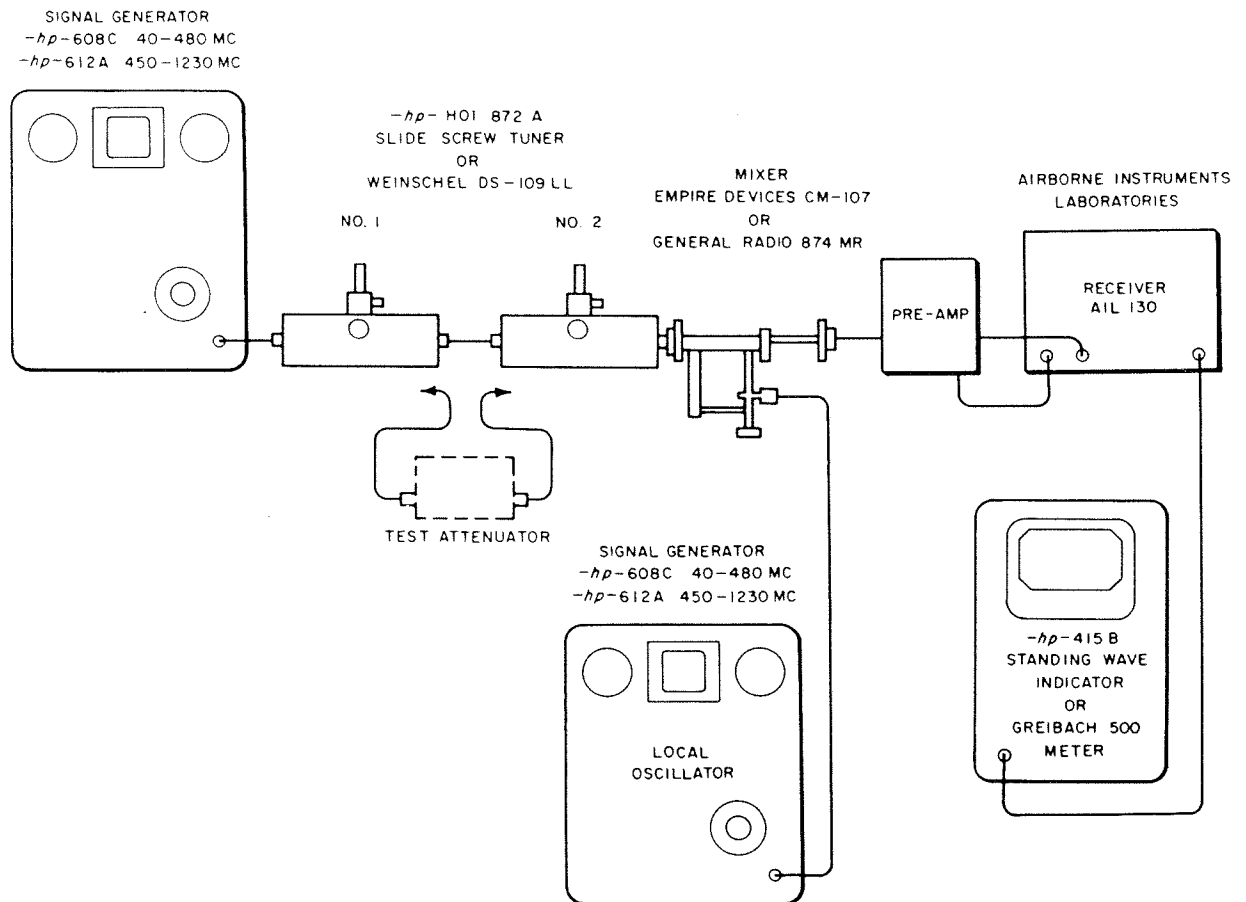 SIGNAL GENERATOR
-hp-608C 40-480 MC
-hp-612A 450-1230 MC
-hp- HO1 872 A
SLIDE SCREW TUNER
OR
WEINSCHEL DS-109 LL
NO. 1
NO. 2
MIXER
EMPIRE DEVICES CM-107
OR
GENERAL RADIO 874 MR
AIRBORNE INSTRUMENTS
LABORATORIES
PRE-AMP
RECEIVER
AIL 130
TEST ATTENUATOR
SIGNAL GENERATOR
-hp-608C 40-480 MC
-hp-612A 450-1230 MC
LOCAL
OSCILLATOR
-hp-415 B
STANDING WAVE
INDICATOR
OR
GREIBACH 500
METER